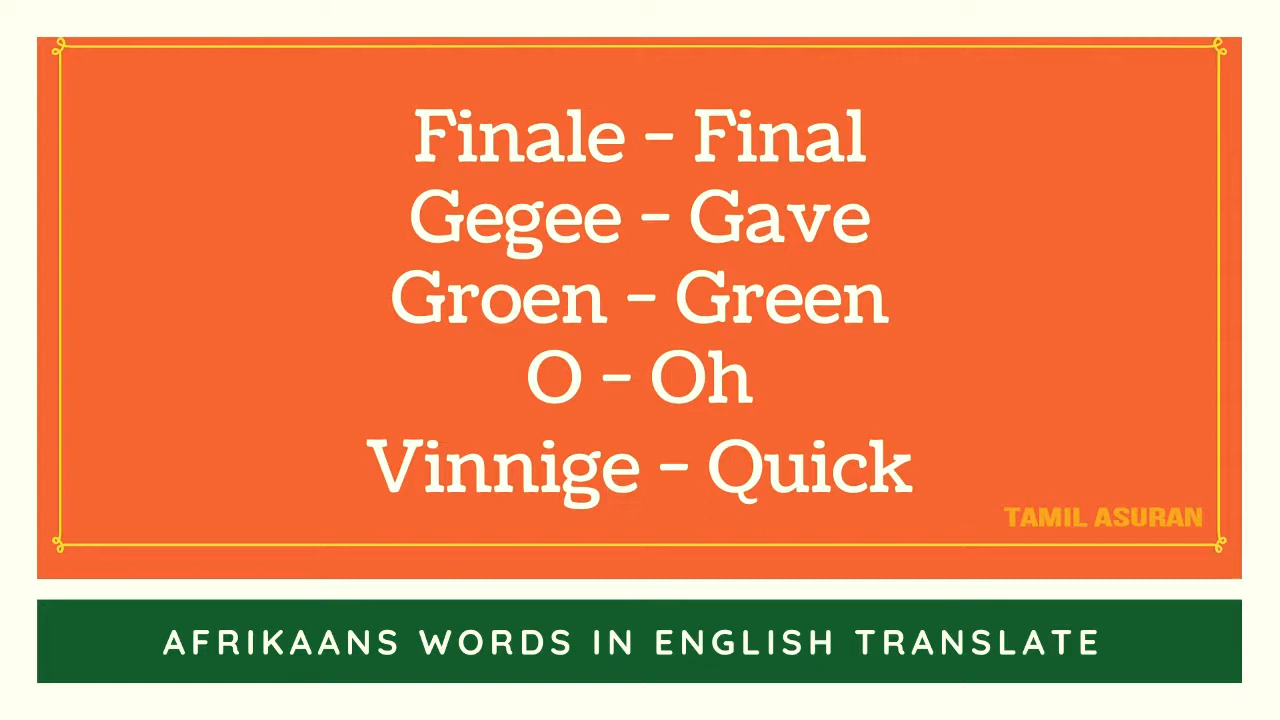 Finale - Final
Gegee - Gave
Groen - Green
O - Oh
Vinnige - Quick
TAMIL ASURAN
AFRIKAANS WORDS IN ENGLISH TRANSLATE